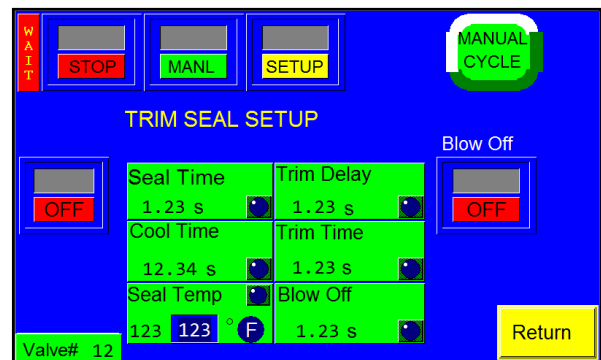 WAIT
STOP
MANL
SETUP
MANUAL
CYCLE
TRIM SEAL SETUP
Blow Off
OFF
Seal Time
1.23 s
Trim Delay
1.23 s
OFF
Cool Time
12.34 s
Trim Time
1.23 s
Seal Temp
123 123 ° F
Blow Off
1.23 s
Valve# 12
Return